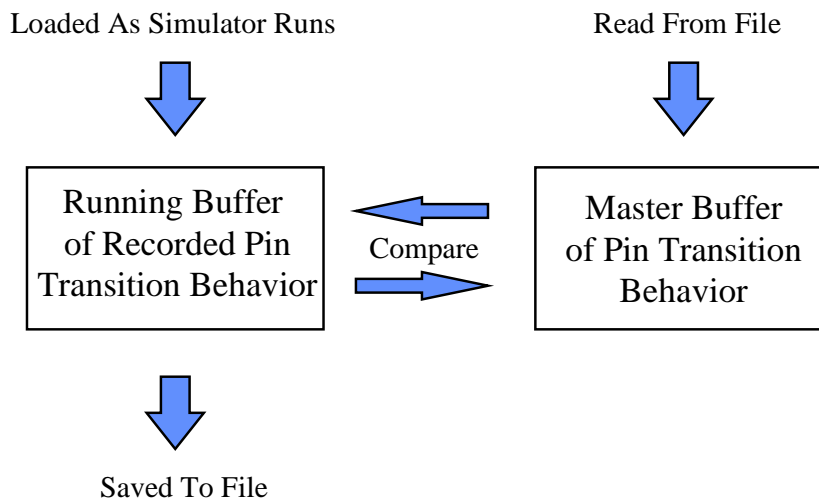 Loaded As Simulator Runs
Read From File
Running Buffer
of Recorded Pin
Transition Behavior
Compare
Master Buffer
of Pin Transition
Behavior
Saved To File